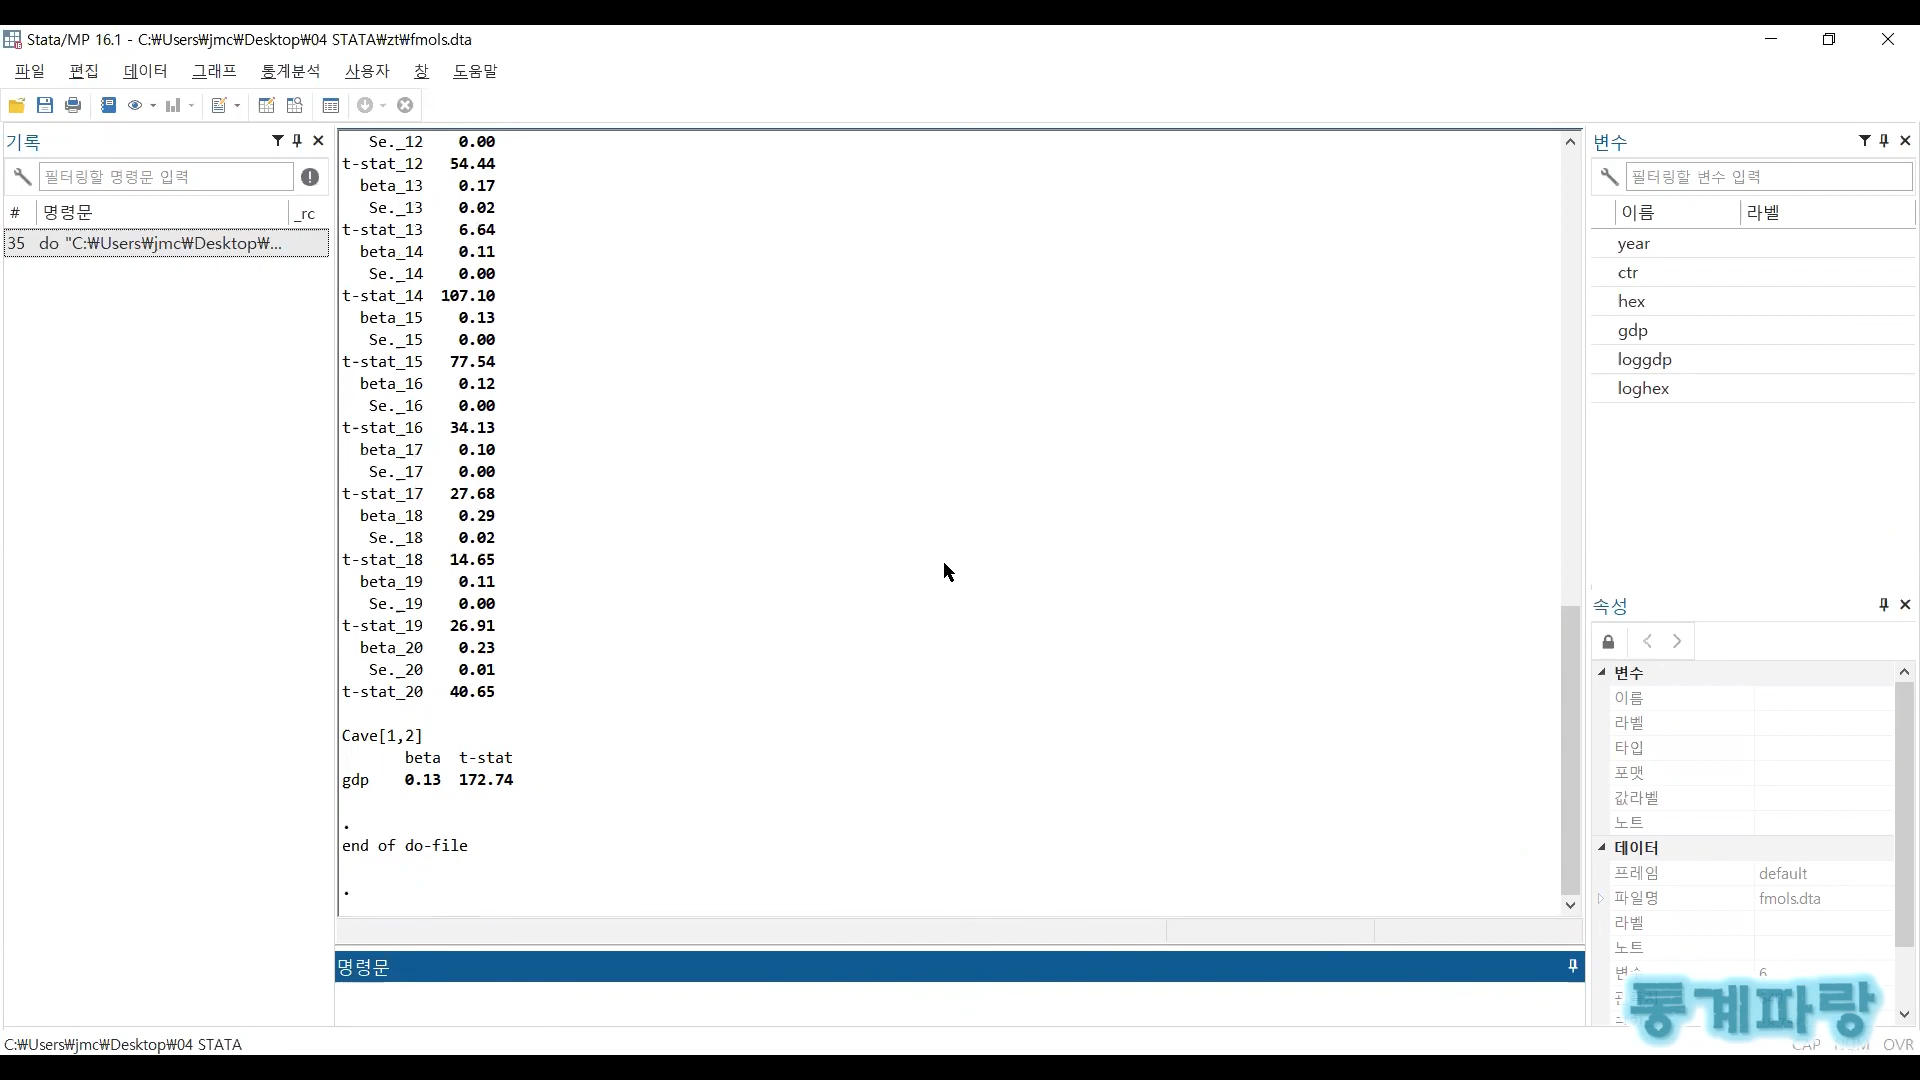 Stata/MP 16.1 - C:₩Users₩jmc₩Desktop₩04 STATA₩zt₩fmols.dta
파일 편집 데이터 그래프 통계분석 사용자 창 도움말
기록
필터링할 명령문 입력
# 명령문 _rc
35 do "C:₩Users₩jmc₩Desktop₩...
Se._12 0.00
t-stat_12 54.44
beta_13 0.17
Se._13 0.02
t-stat_13 6.64
beta_14 0.11
Se._14 0.00
t-stat_14 107.10
beta_15 0.13
Se._15 0.00
t-stat_15 77.54
beta_16 0.12
Se._16 0.00
t-stat_16 34.13
beta_17 0.10
Se._17 0.00
t-stat_17 27.68
beta_18 0.29
Se._18 0.02
t-stat_18 14.65
beta_19 0.11
Se._19 0.00
t-stat_19 26.91
beta_20 0.23
Se._20 0.01
t-stat_20 40.65
Cave[1,2]
beta t-stat
gdp 0.13 172.74
.
end of do-file
.
명령문
변수
필터링할 변수 입력
이름 라벨
year
ctr
hex
gdp
loggdp
loghex
속성
변수
이름
라벨
타입
포맷
값라벨
노트
데이터
프레임 default
파일명 fmols.dta
라벨
노트
변수 6
통계파랑
C:₩Users₩jmc₩Desktop₩04 STATA
CAP NUM OVR